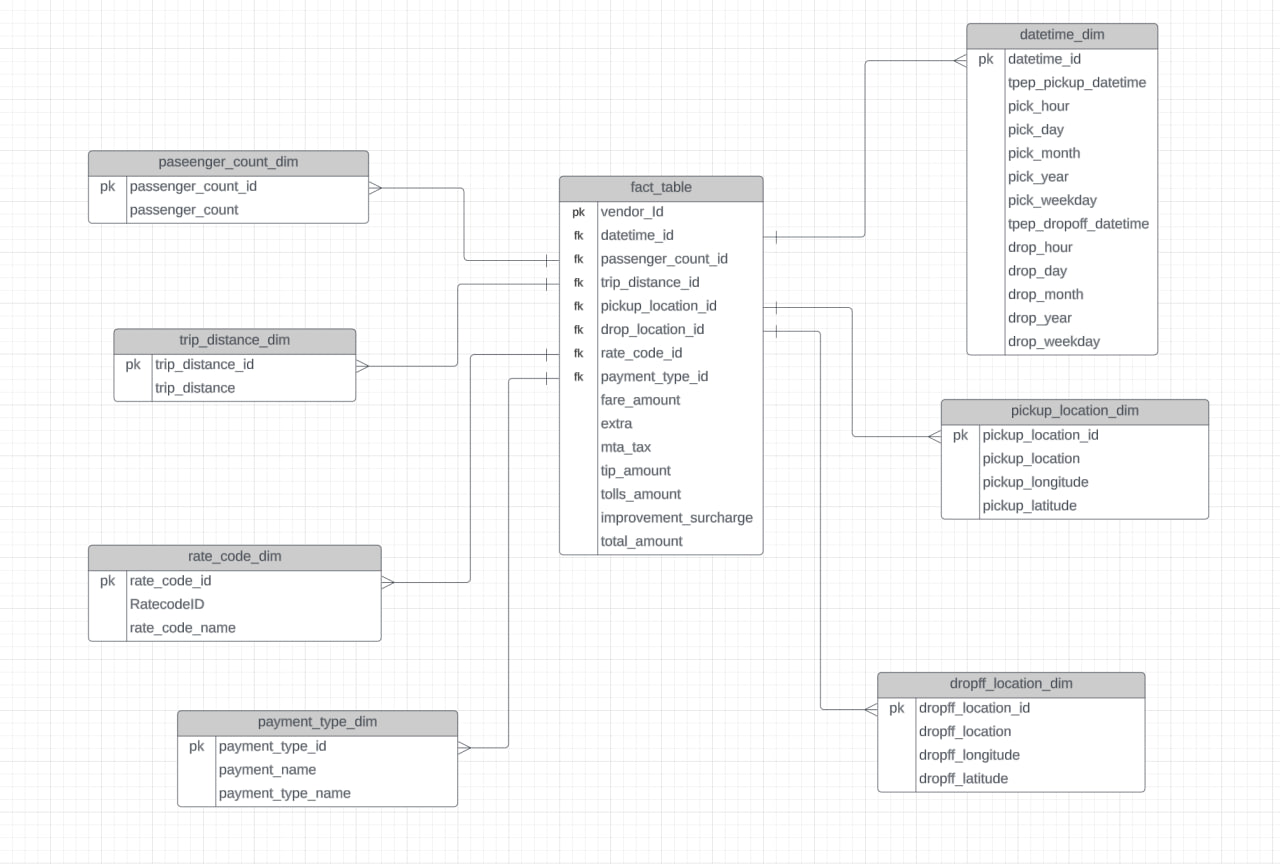 datetime_dim
pk datetime_id
tpep_pickup_datetime
pick_hour
pick_day
pick_month
pick_year
pick_weekday
tpep_dropoff_datetime
drop_hour
drop_day
drop_month
drop_year
drop_weekday
paseenger_count_dim
pk passenger_count_id
passenger_count
fact_table
pk vendor_Id
fk datetime_id
fk passenger_count_id
fk trip_distance_id
fk pickup_location_id
fk drop_location_id
fk rate_code_id
fk payment_type_id
fare_amount
extra
mta_tax
tip_amount
tolls_amount
improvement_surcharge
total_amount
trip_distance_dim
pk trip_distance_id
trip_distance
pickup_location_dim
pk pickup_location_id
pickup_location
pickup_longitude
pickup_latitude
rate_code_dim
pk rate_code_id
RatecodeID
rate_code_name
dropff_location_dim
pk dropff_location_id
dropff_location
dropff_longitude
dropff_latitude
payment_type_dim
pk payment_type_id
payment_name
payment_type_name